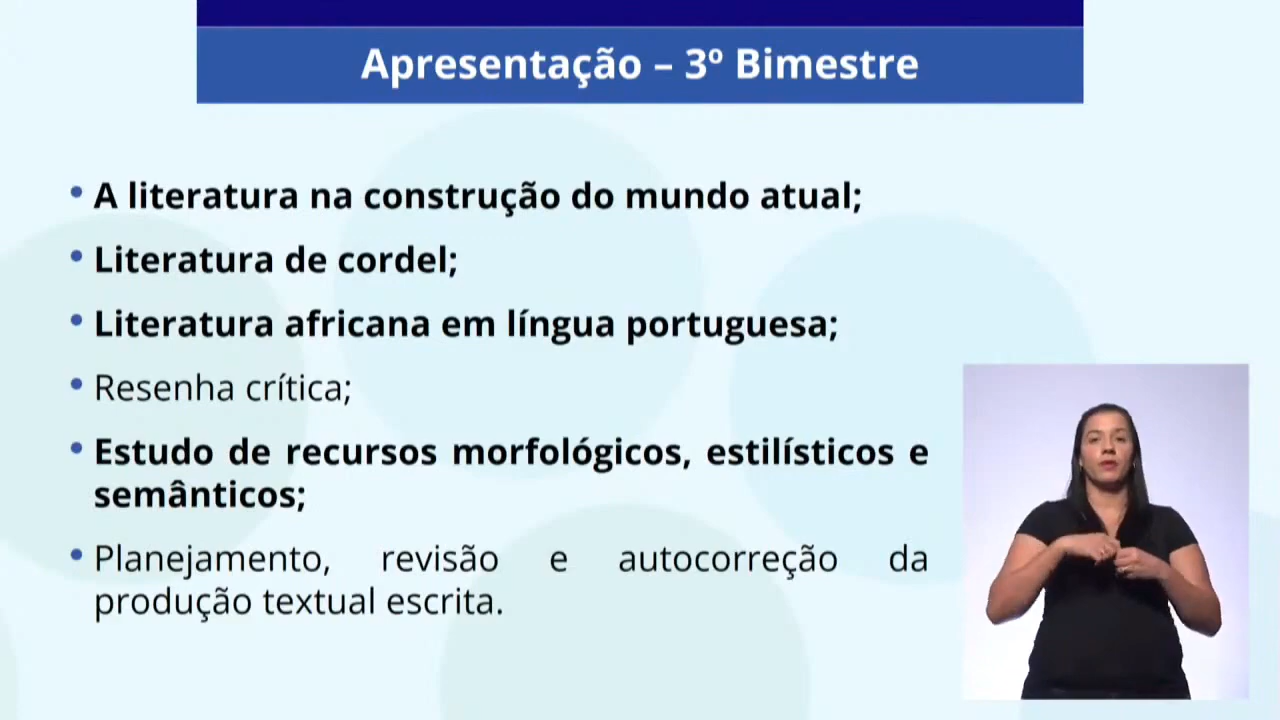 Apresentação – 3º Bimestre
• A literatura na construção do mundo atual;
• Literatura de cordel;
• Literatura africana em língua portuguesa;
• Resenha crítica;
• Estudo de recursos morfológicos, estilísticos e
semânticos;
• Planejamento, revisão e autocorreção da
produção textual escrita.